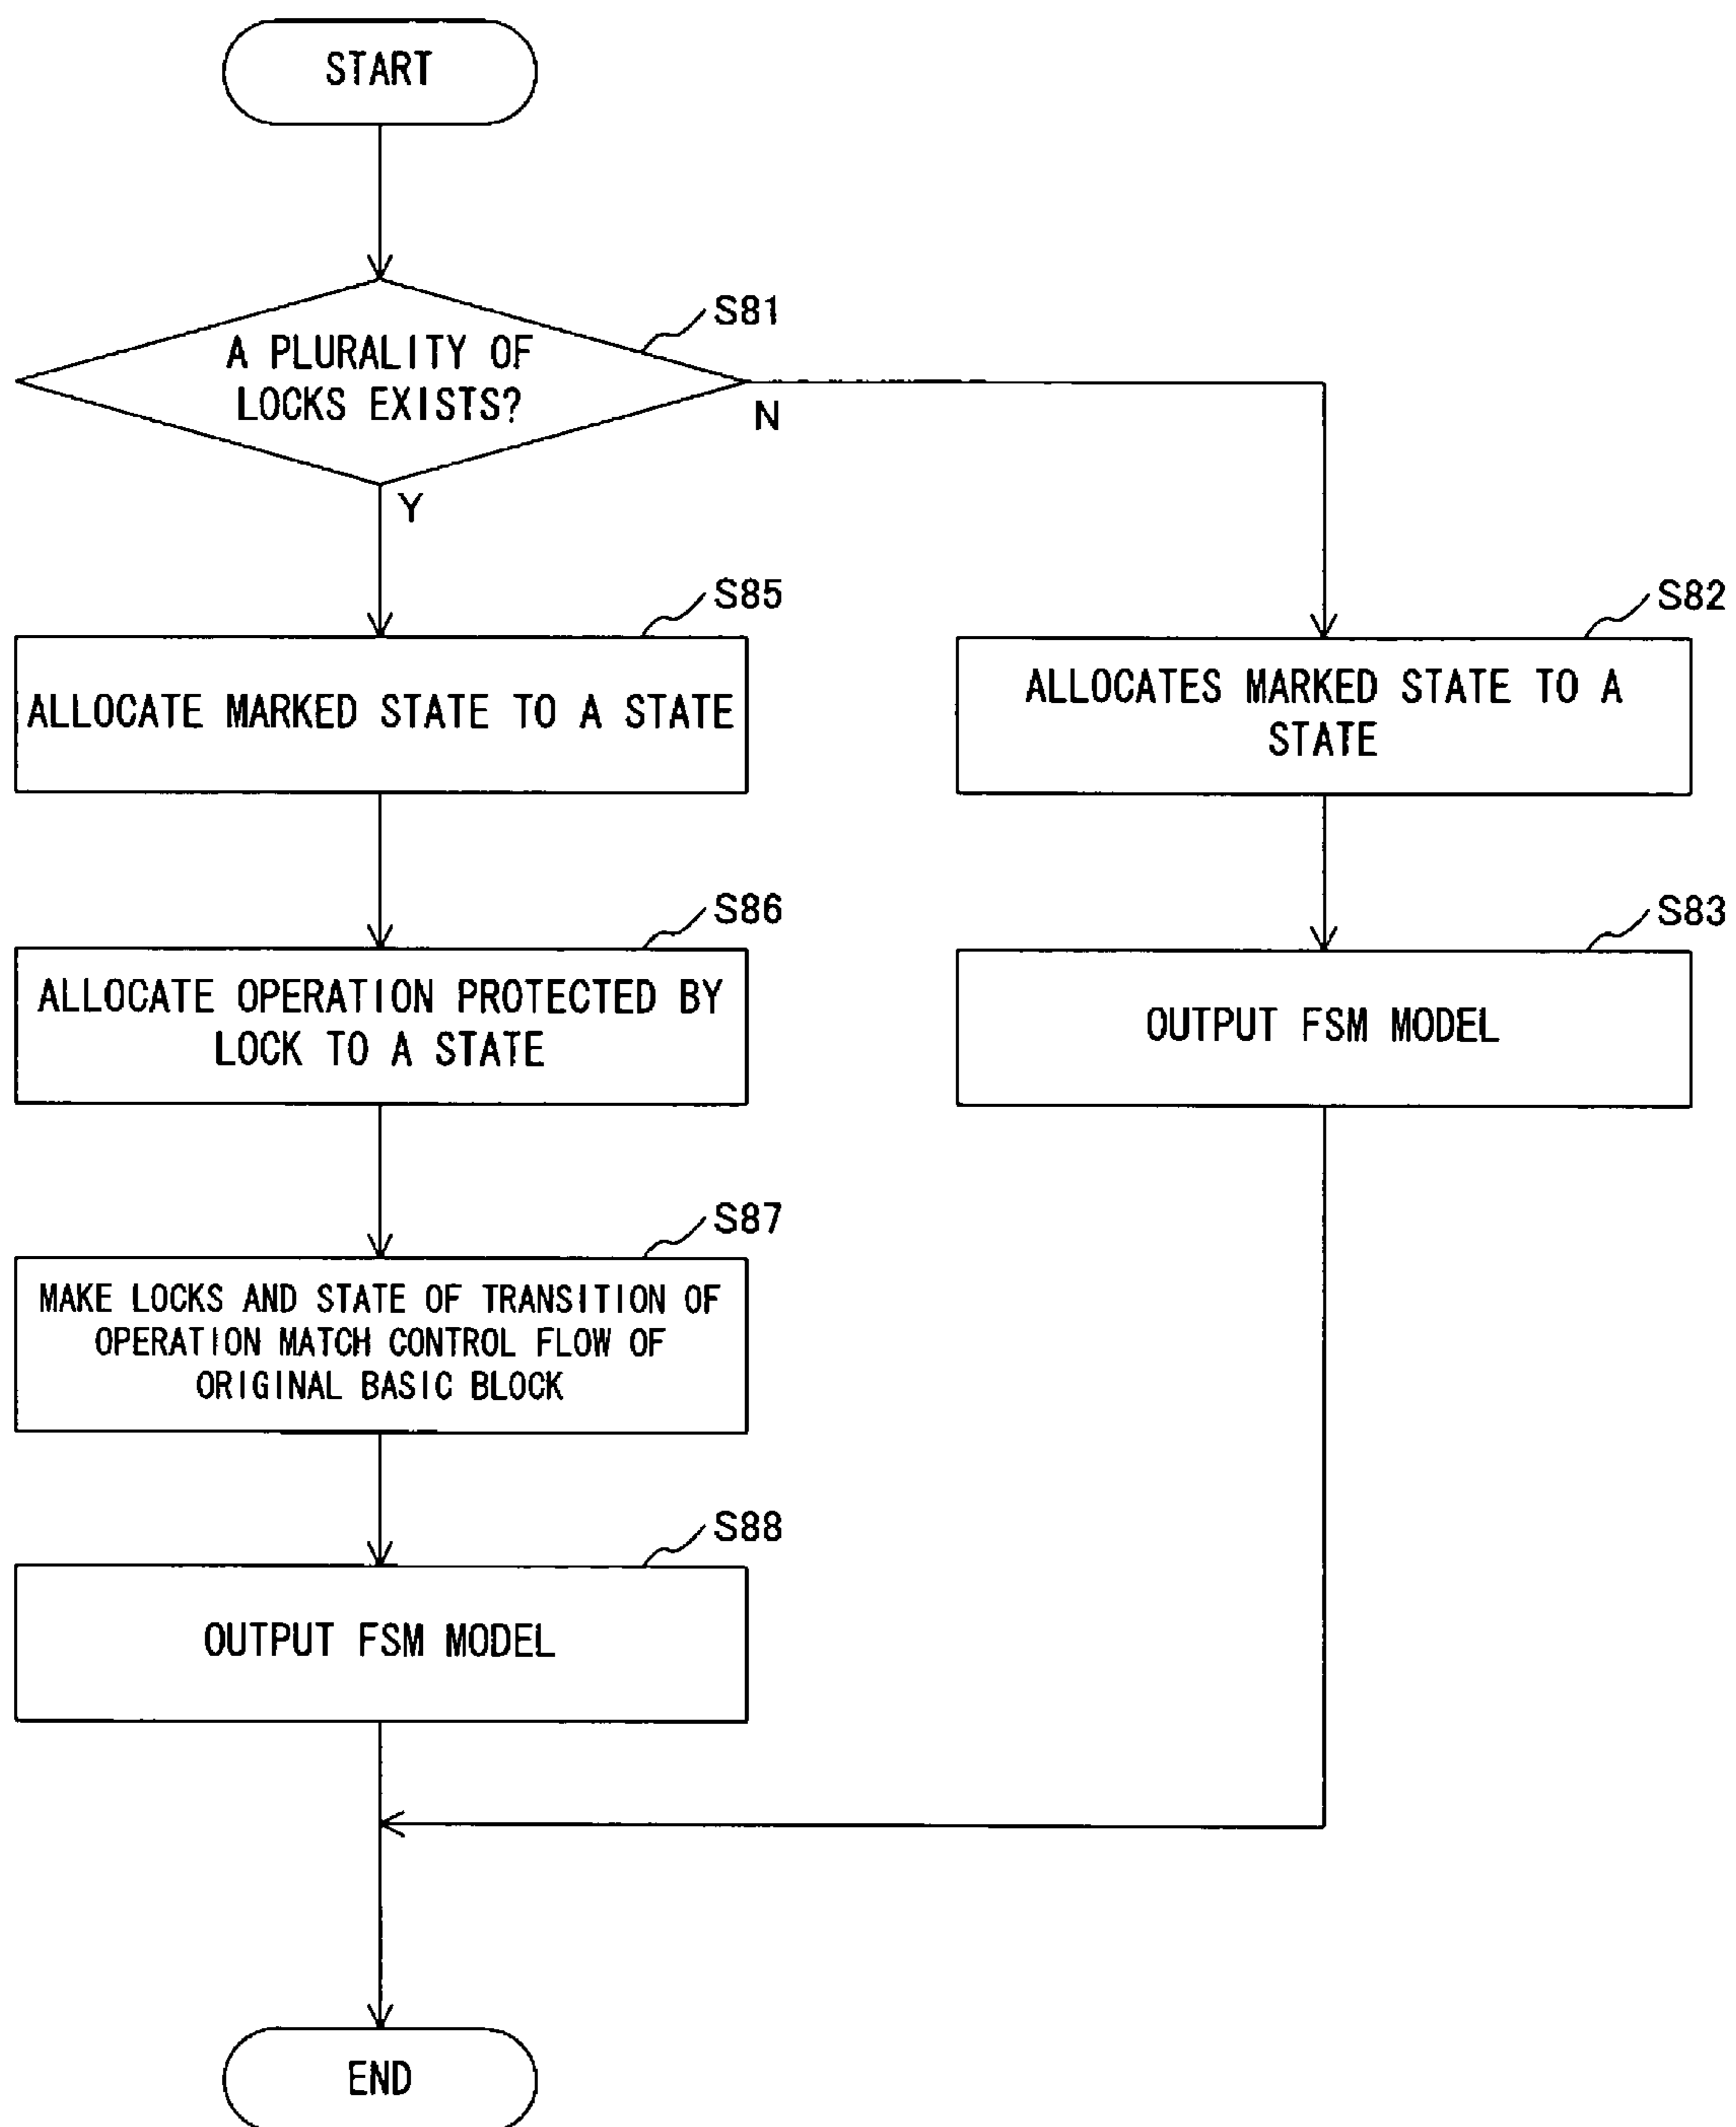 START
S81
A PLURALITY OF
LOCKS EXISTS?
N
Y
S85
ALLOCATE MARKED STATE TO A STATE
S82
ALLOCATES MARKED STATE TO A
STATE
S86
ALLOCATE OPERATION PROTECTED BY
LOCK TO A STATE
S83
OUTPUT FSM MODEL
S87
MAKE LOCKS AND STATE OF TRANSITION OF
OPERATION MATCH CONTROL FLOW OF
ORIGINAL BASIC BLOCK
S88
OUTPUT FSM MODEL
END